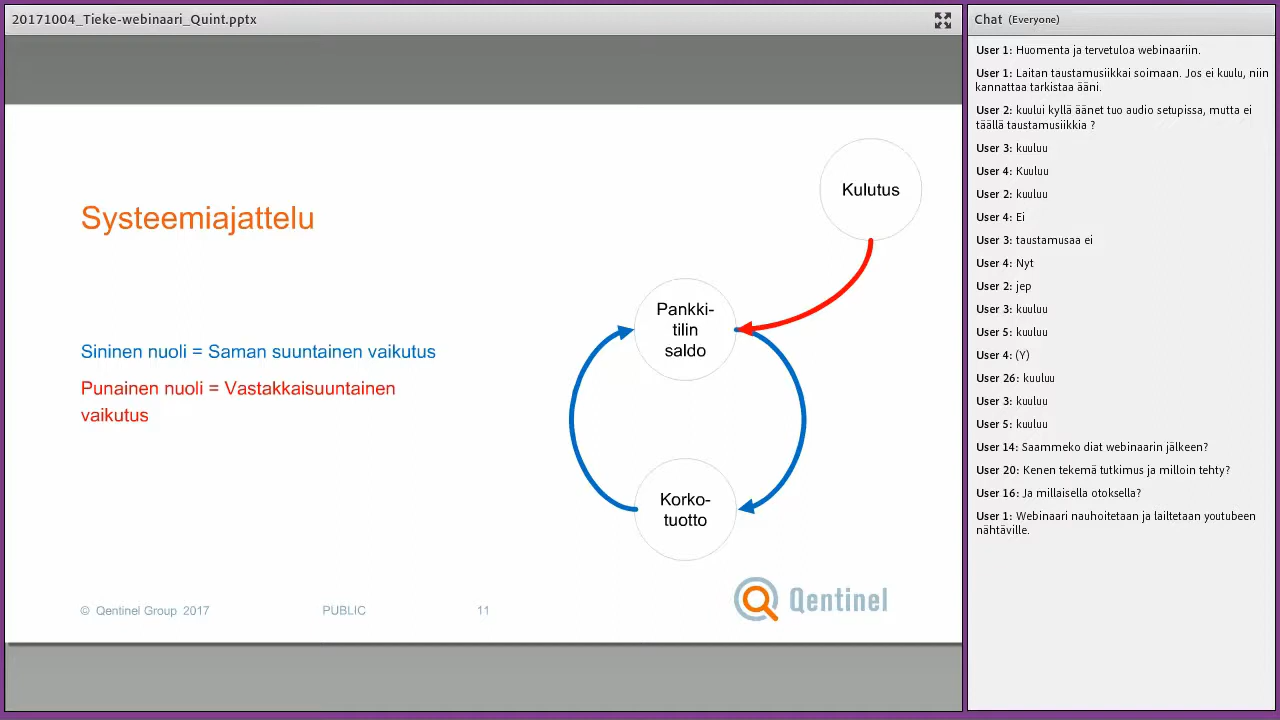 20171004_Tieke-webinaari_Quint.pptx
Systeemiajattelu
Sininen nuoli = Saman suuntainen vaikutus
Punainen nuoli = Vastakkaisuuntainen
vaikutus
Kulutus
Pankki-
tilin
saldo
Korko-
tuotto
© Qentinel Group 2017
PUBLIC
11
Qentinel
Chat (Everyone)
User 1: Huomenta ja tervetuloa webinaariin.
User 1: Laitan taustamusiikkai soimaan. Jos ei kuulu, niin
kannattaa tarkistaa ääni.
User 2: kuului kyllä äänet tuo audio setupissa, mutta ei
täällä taustamusiikkia ?
User 3: kuuluu
User 4: Kuuluu
User 2: kuuluu
User 4: Ei
User 3: taustamusaa ei
User 4: Nyt
User 2: jep
User 3: kuuluu
User 5: kuuluu
User 4: (Y)
User 26: kuuluu
User 3: kuuluu
User 5: kuuluu
User 14: Saammeko diat webinaarin jälkeen?
User 20: Kenen tekemä tutkimus ja milloin tehty?
User 16: Ja millaisella otoksella?
User 1: Webinaari nauhoitetaan ja lailtetaan youtubeen
nähtäville.